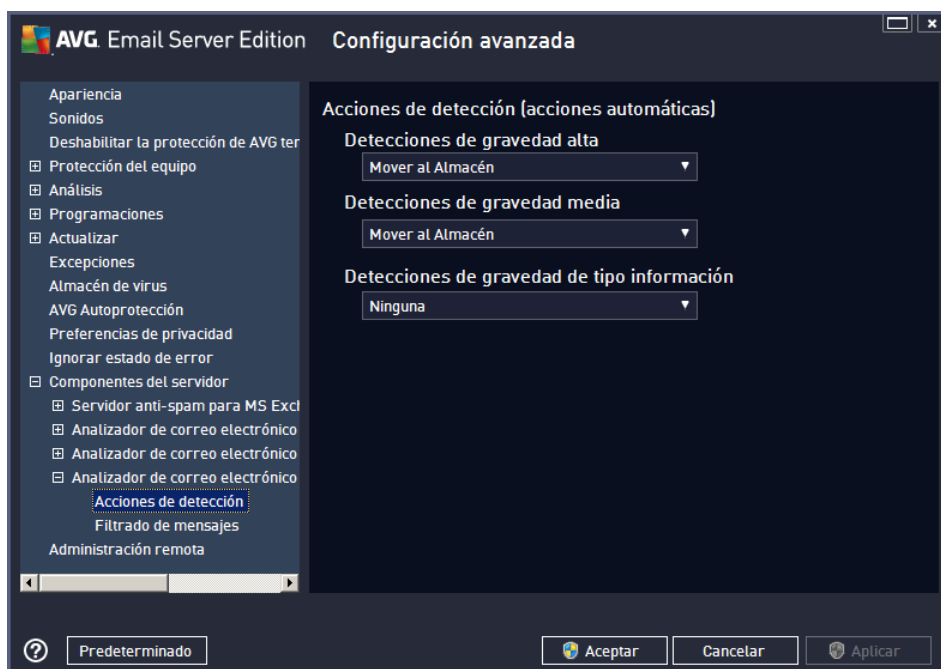 AVG. Email Server Edition Configuración avanzada
Apariencia
Sonidos
Deshabilitar la protección de AVG ter
Protección del equipo
Análisis
Programaciones
Actualizar
Excepciones
Almacén de virus
AVG Autoprotección
Preferencias de privacidad
Ignorar estado de error
Componentes del servidor
Servidor anti-spam para MS Excl
Analizador de correo electrónico
Analizador de correo electrónico
Analizador de correo electrónico
Acciones de detección
Filtrado de mensajes
Administración remota
Acciones de detección (acciones automáticas)
Detecciones de gravedad alta
Mover al Almacén
Detecciones de gravedad media
Mover al Almacén
Detecciones de gravedad de tipo información
Ninguna
Predeterminado
Aceptar
Cancelar
Aplicar